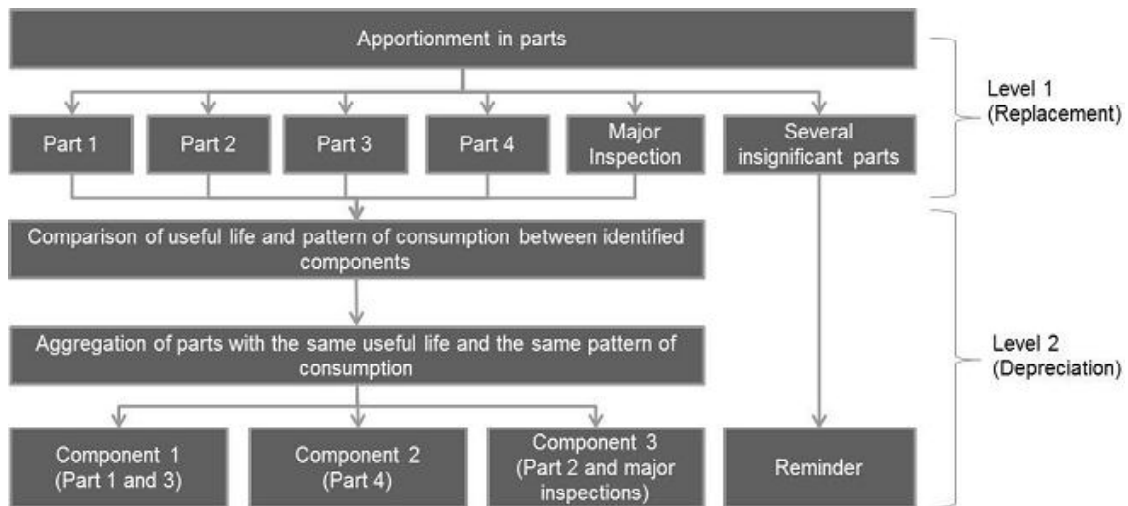 Apportionment in parts
Level 1
(Replacement)
Part 1
Part 2
Part 3
Part 4
Major
Inspection
Several
insignificant parts
Comparison of useful life and pattern of consumption between identified
components
Aggregation of parts with the same useful life and the same pattern of
consumption
Level 2
(Depreciation)
Component 1
(Part 1 and 3)
Component 2
(Part 4)
Component 3
(Part 2 and major
inspections)
Reminder